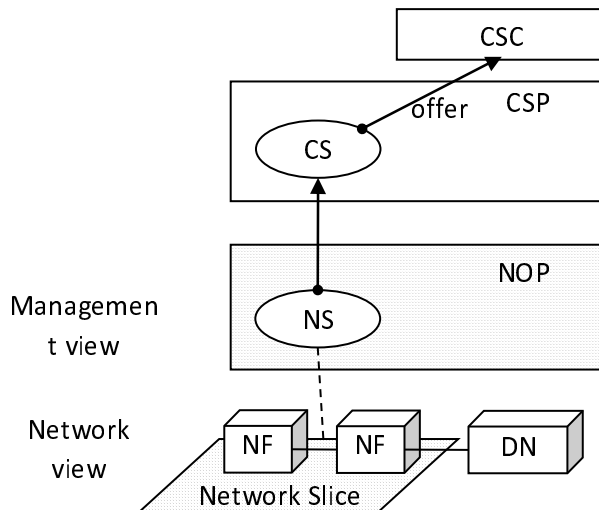 CSC
offer
CSP
CS
NOP
Managemen
t view
NS
Network
view
NF
NF
DN
Network Slice